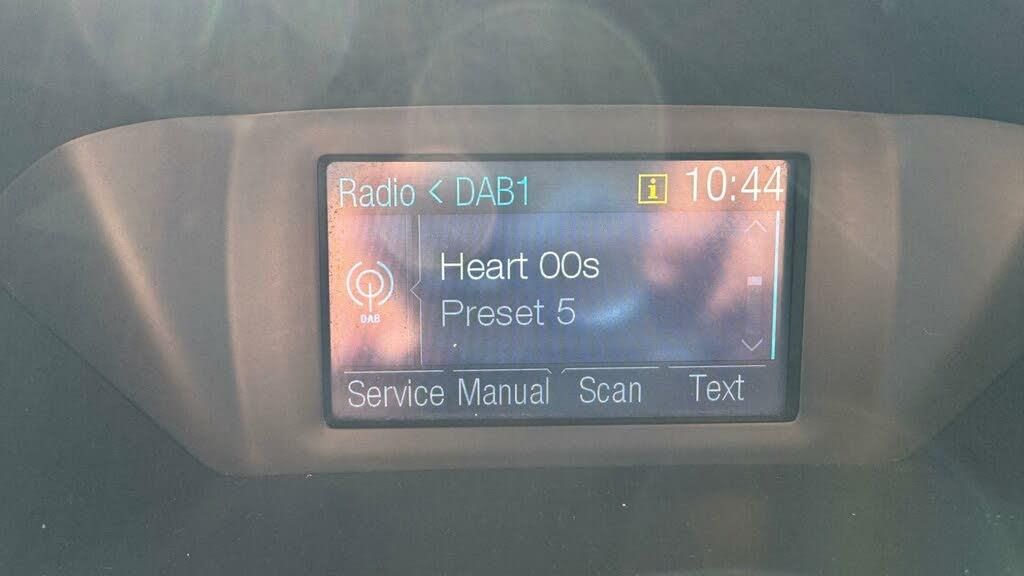 Radio < DAB1 i 10:44
Heart 00s
DAB
Preset 5
Service Manual Scan Text